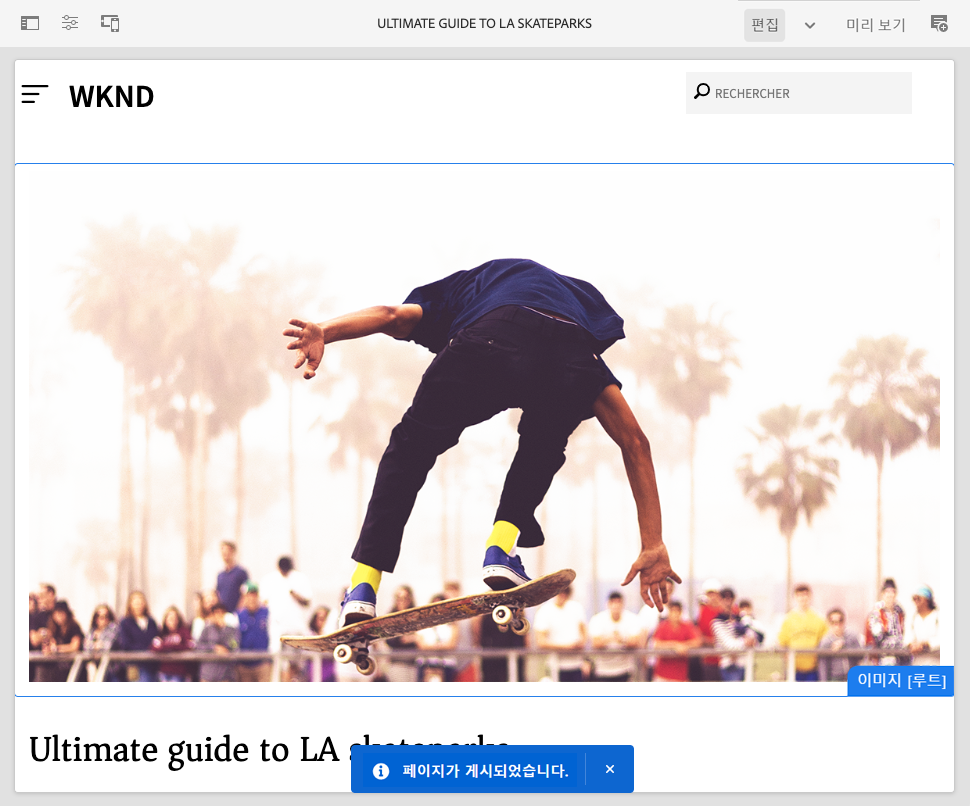 ULTIMATE GUIDE TO LA SKATEPARKS
편집
미리 보기
WKND
RECHERCHER
이미지 [루트]
Ultimate guide to LA skateparks
페이지가 게시되었습니다.